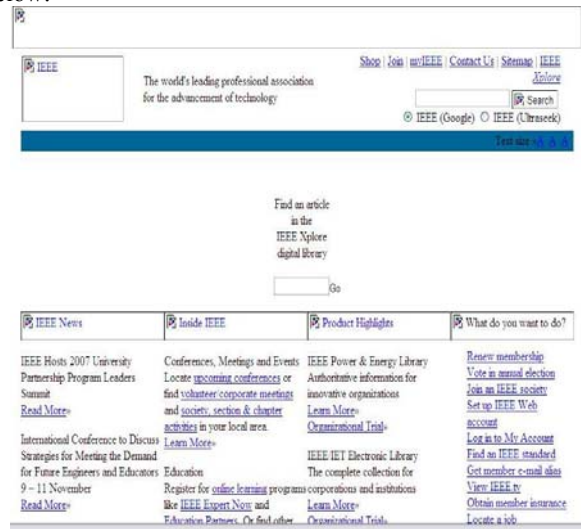 IEEE
The world's leading professional association
for the advancement of technology
Shop | Join | myIEEE | Contact Us | Sitemap | IEEE
Xplore
Search
IEEE (Google) IEEE (Ultraseek)
Text size
Find an article
in the
IEEE Xplore
digital library
Go
IEEE News
IEEE Hosts 2007 University
Partnership Program Leaders
Summit
Read More»
International Conference to Discuss
Strategies for Meeting the Demand
for Future Engineers and Educators
9 – 11 November
Read More»
Inside IEEE
Conferences, Meetings and Events
Locate upcoming conferences or
find volunteer/corporate meetings
and society, section & chapter
activities in your local area.
Learn More»
Education
Register for online learning programs
like IEEE Expert Now and
Education Partners. Or find other
Product Highlights
IEEE Power & Energy Library
Authoritative information for
innovative organizations
Learn More»
Organizational Trial»
IEEE/IET Electronic Library
The complete collection for
corporations and institutions
Learn More»
Organizational Trial»
What do you want to do?
Renew membership
Vote in annual election
Join an IEEE society
Set up IEEE Web
account
Log in to My Account
Find an IEEE standard
Get member e-mail alias
View IEEE tv
Obtain member insurance
Locate a job